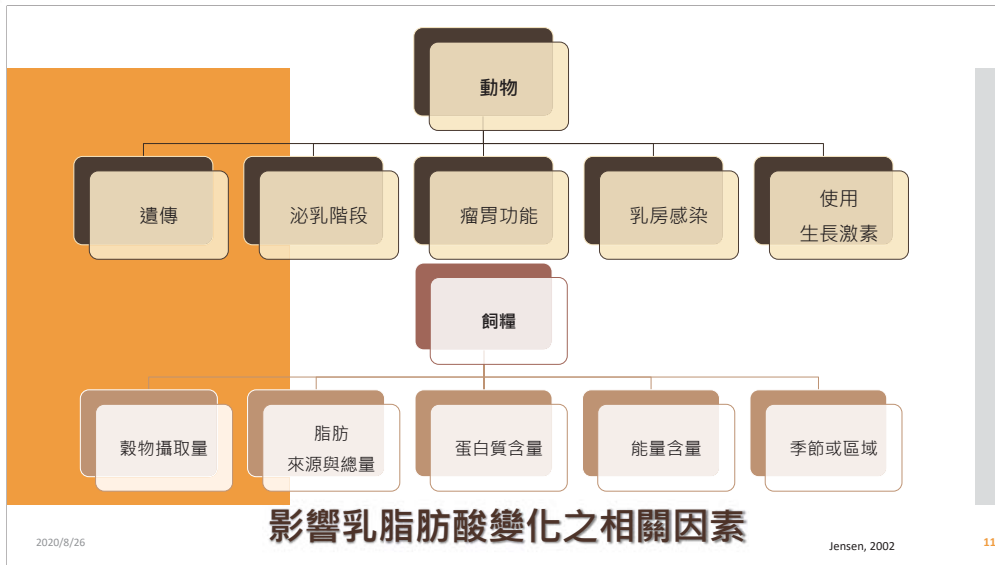 動物
遺傳
泌乳階段
瘤胃功能
乳房感染
使用
生長激素
飼糧
穀物攝取量
脂肪
來源與總量
蛋白質含量
能量含量
季節或區域
影響乳脂肪酸變化之相關因素
2020/8/26
Jensen, 2002
11